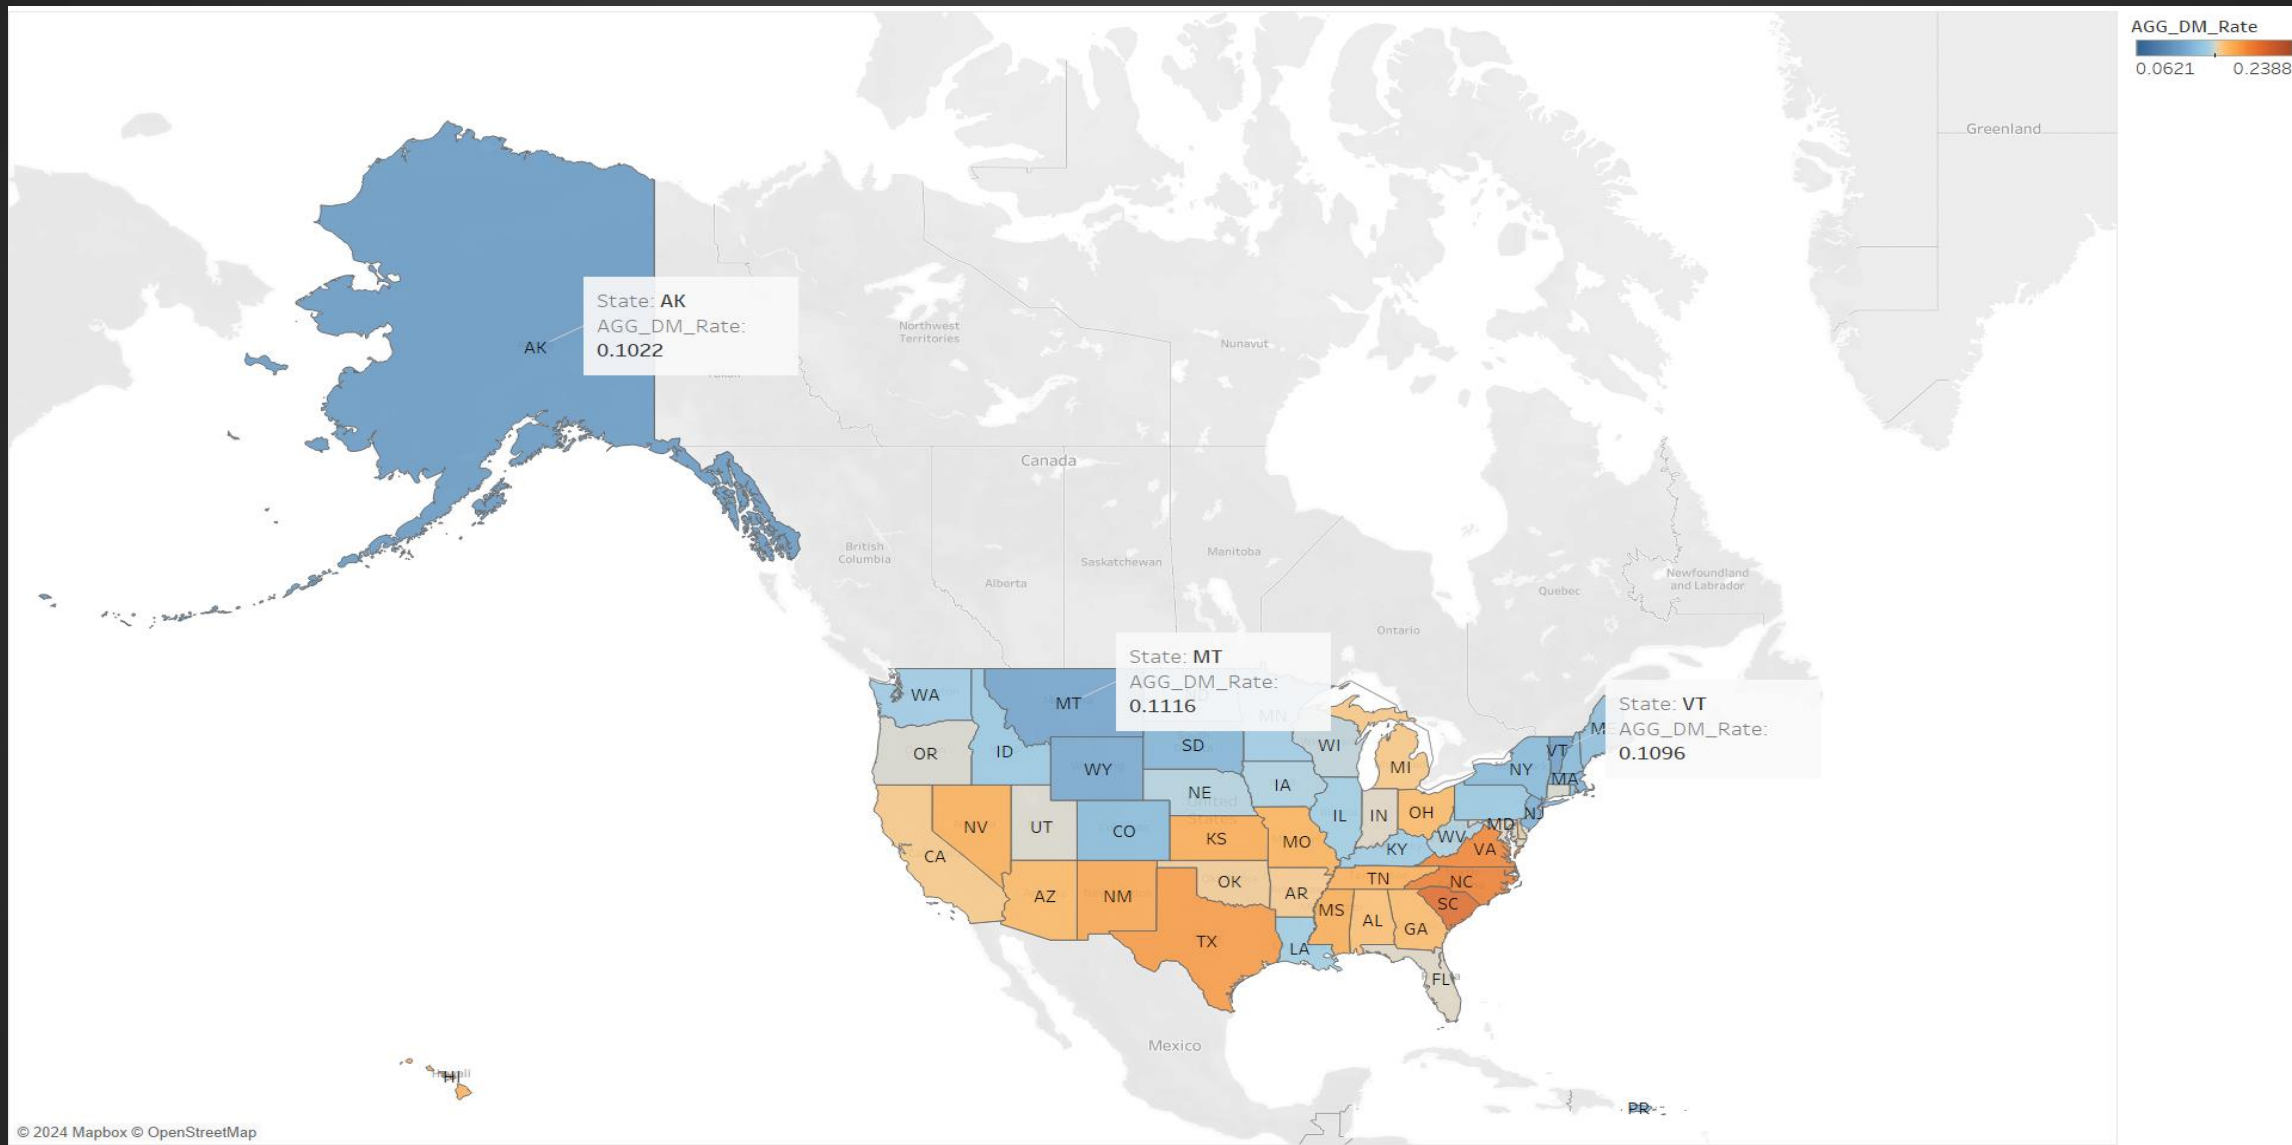 AGG_DM_Rate
0.0621 0.2388
Greenland
State: AK
AGG_DM_Rate:
0.1022
AK
Northwest
Territories
Nunavut
Canada
British
Columbia
Alberta
Saskatchewan
Manitoba
Ontario
Quebec
Newfoundland
and Labrador
State: MT
AGG_DM_Rate:
0.1116
State: VT
AGG_DM_Rate:
0.1096
WA
MT
MN
OR
ID
WY
SD
WI
MI
NY
VT
MA
NE
IA
United
States
NV
UT
CO
KS
MO
IL
IN
OH
WV
MD
NJ
KY
VA
CA
AZ
NM
OK
AR
TN
NC
SC
TX
LA
MS
AL
GA
FL
Mexico
HI
PR
© 2024 Mapbox © OpenStreetMap